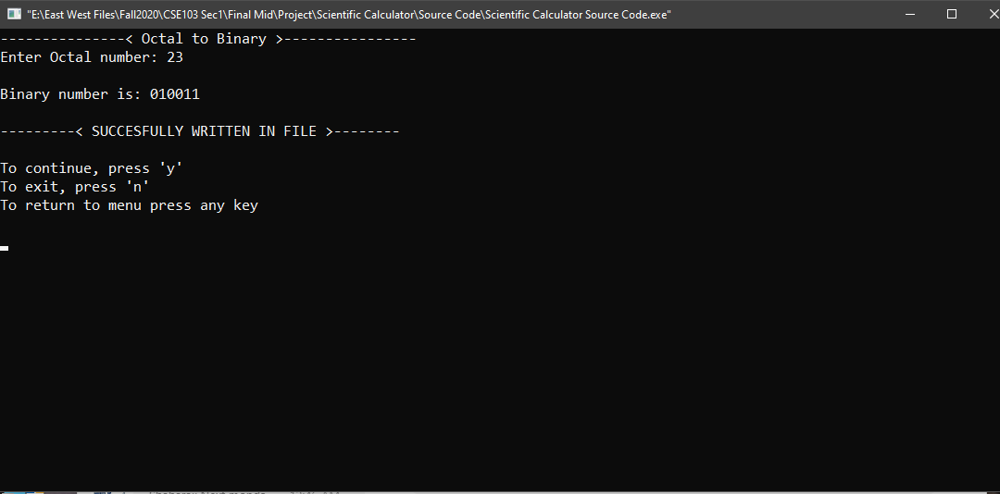 "E:\East West Files\Fall2020\CSE103 Sec1\Final Mid\Project\Scientific Calculator\Source Code\Scientific Calculator Source Code.exe"
---------------< Octal to Binary >----------------
Enter Octal number: 23
Binary number is: 010011
---------< SUCCESFULLY WRITTEN IN FILE >--------
To continue, press 'y'
To exit, press 'n'
To return to menu press any key